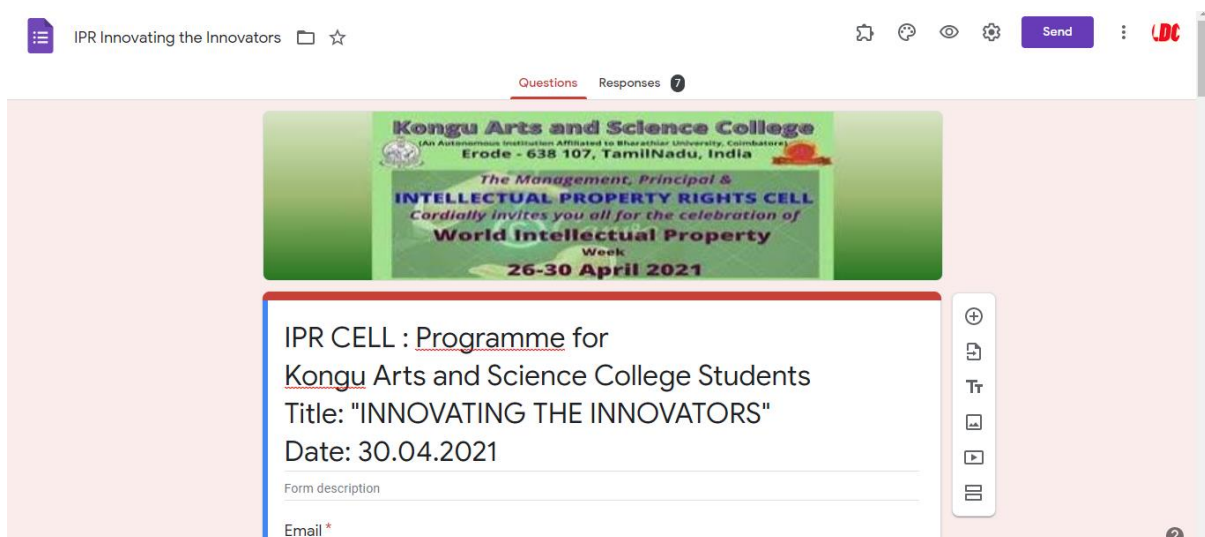 IPR Innovating the Innovators
Send
.DC
Questions Responses 7
Kongu Arts and Science College
(An Autonomous Institution Affiliated to Bharathiar University, Coimbatore)
Erode - 638 107, TamilNadu, India
The Management, Principal &
INTELLECTUAL PROPERTY RIGHTS CELL
Cordially invites you all for the celebration of
World Intellectual Property
Week
26-30 April 2021
IPR CELL : Programme for
Kongu Arts and Science College Students
Title: "INNOVATING THE INNOVATORS"
Date: 30.04.2021
Form description
Email *
Tт